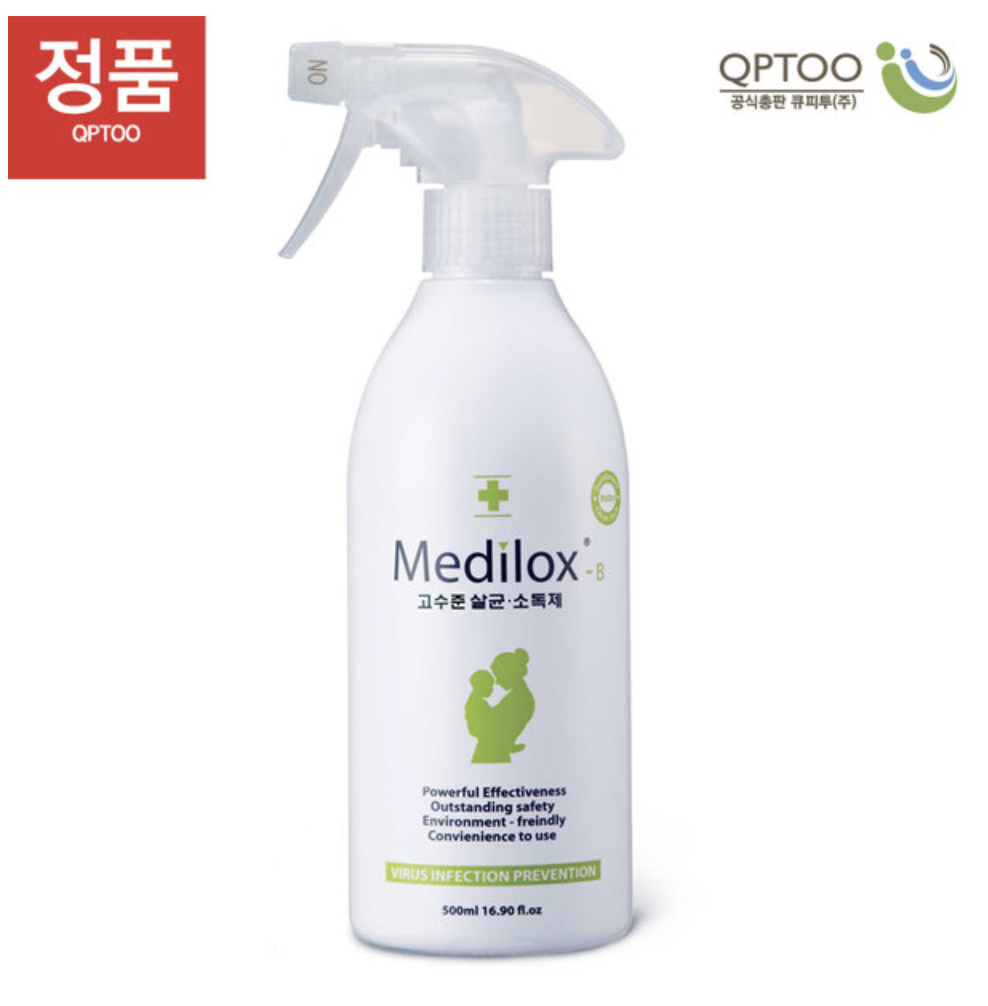 정품
QPTOO
QPTOO
공식총판 큐피투(주)
ON
Medilox® - B
고수준 살균·소독제
Powerful Effectiveness
Outstanding safety
Environment - freindly
Convienience to use
VIRUS INFECTION PREVENTION
500ml 16.90 fl.oz